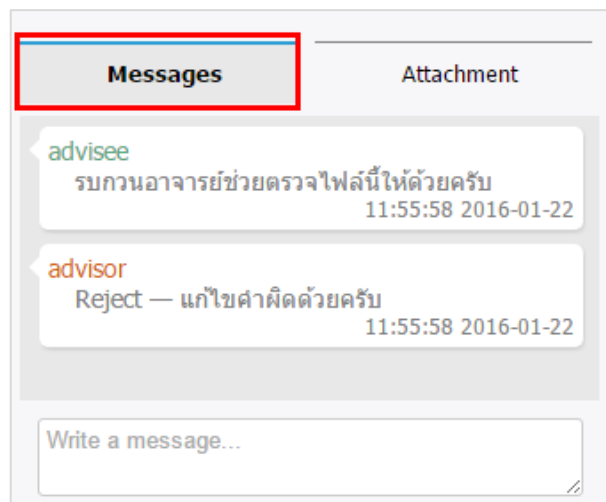 Messages Attachment
advisee
รบกวนอาจารย์ช่วยตรวจไฟล์นี้ให้ด้วยครับ
11:55:58 2016-01-22
advisor
Reject — แก้ไขคำผิดด้วยครับ
11:55:58 2016-01-22
Write a message...